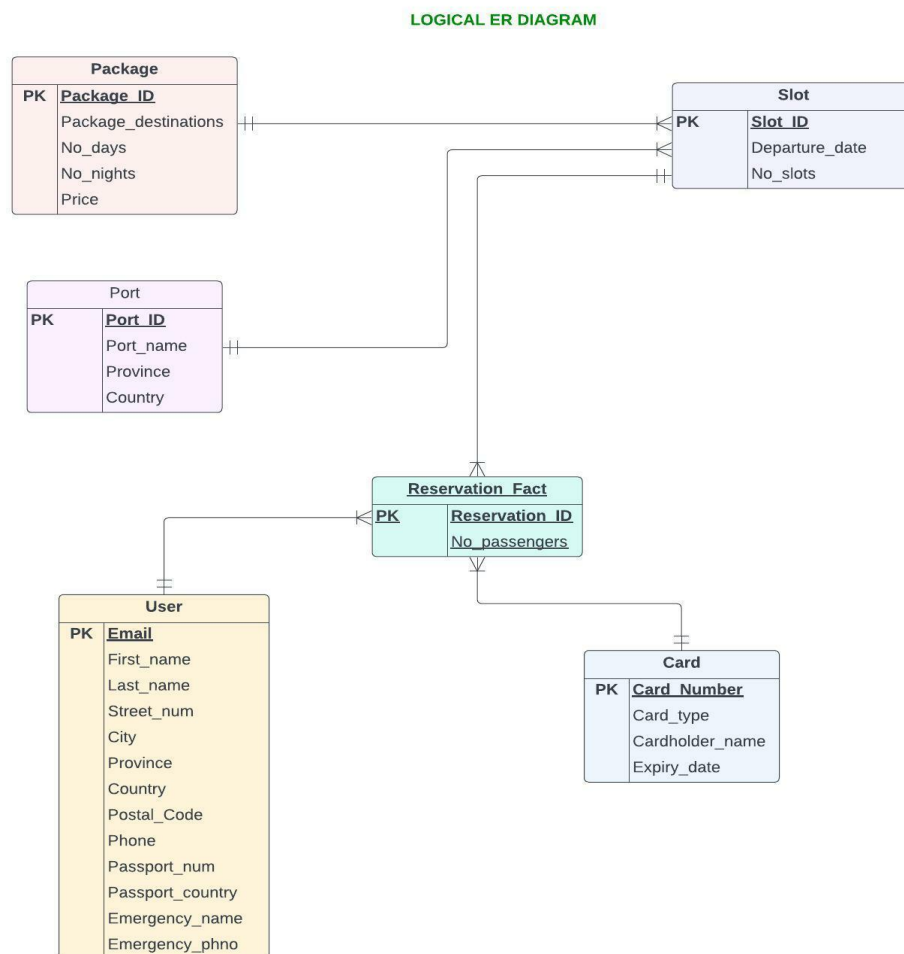 LOGICAL ER DIAGRAM
Package
PK Package_ID
Package_destinations
No_days
No_nights
Price
Slot
PK Slot_ID
Departure_date
No_slots
Port
PK Port_ID
Port_name
Province
Country
Reservation_Fact
PK Reservation_ID
No_passengers
User
PK Email
First_name
Last_name
Street_num
City
Province
Country
Postal_Code
Phone
Passport_num
Passport_country
Emergency_name
Emergency_phno
Card
PK Card_Number
Card_type
Cardholder_name
Expiry_date